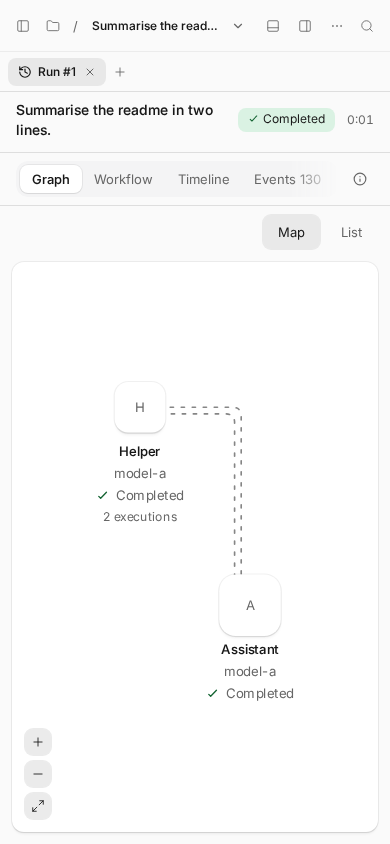 / Summarise the read...
Run #1
Summarise the readme in two
lines.
Completed
0:01
Graph Workflow Timeline Events 130
Map List
H
Helper
model-a
Completed
2 executions
A
Assistant
model-a
Completed